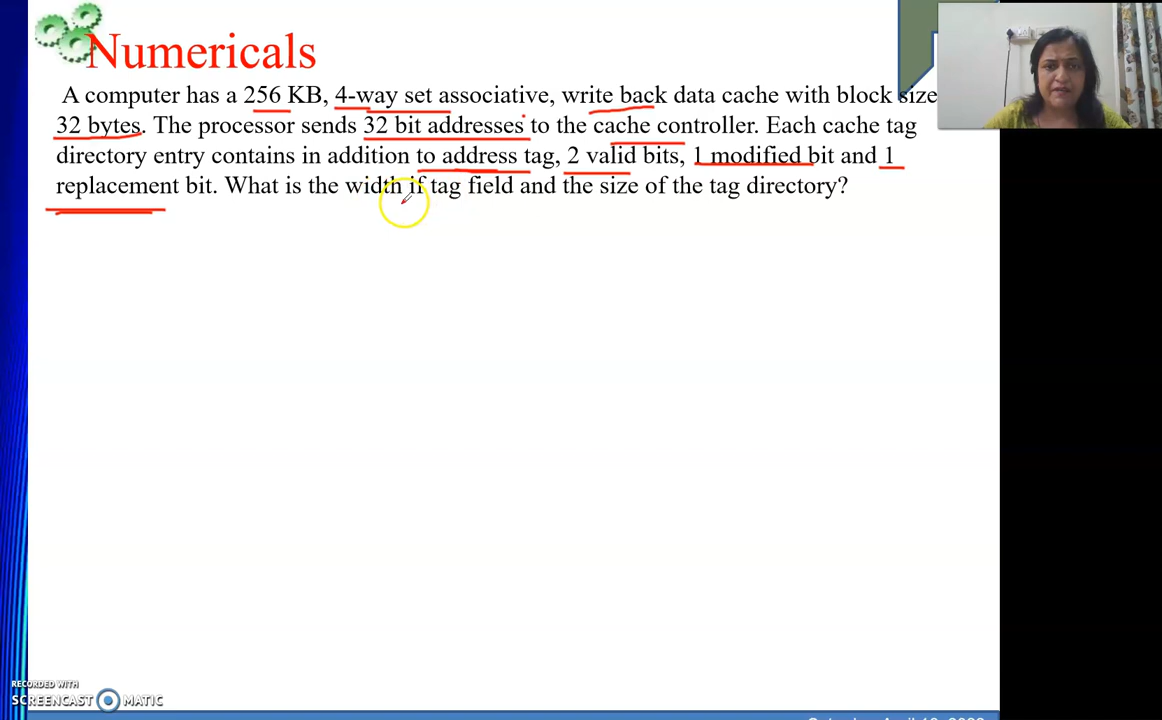 Numericals
A computer has a 256 KB, 4-way set associative, write back data cache with block size
32 bytes. The processor sends 32 bit addresses to the cache controller. Each cache tag
directory entry contains in addition to address tag, 2 valid bits, 1 modified bit and 1
replacement bit. What is the width if tag field and the size of the tag directory?
RECORDED WITH
SCREENCAST MATIC